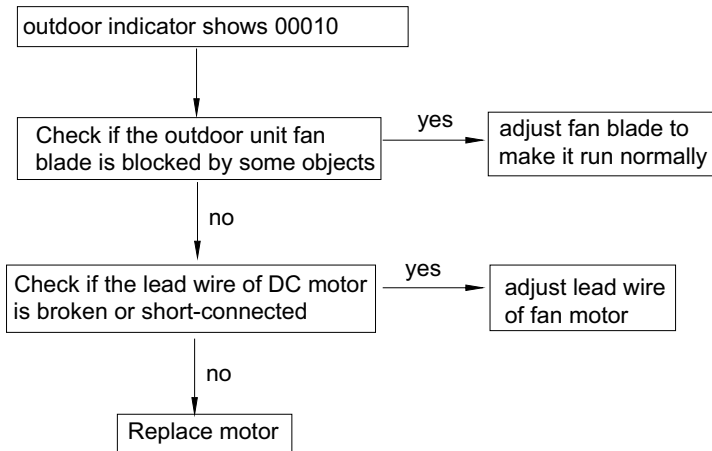 outdoor indicator shows 00010
Check if the outdoor unit fan
blade is blocked by some objects
yes
adjust fan blade to
make it run normally
no
Check if the lead wire of DC motor
is broken or short-connected
yes
adjust lead wire
of fan motor
no
Replace motor